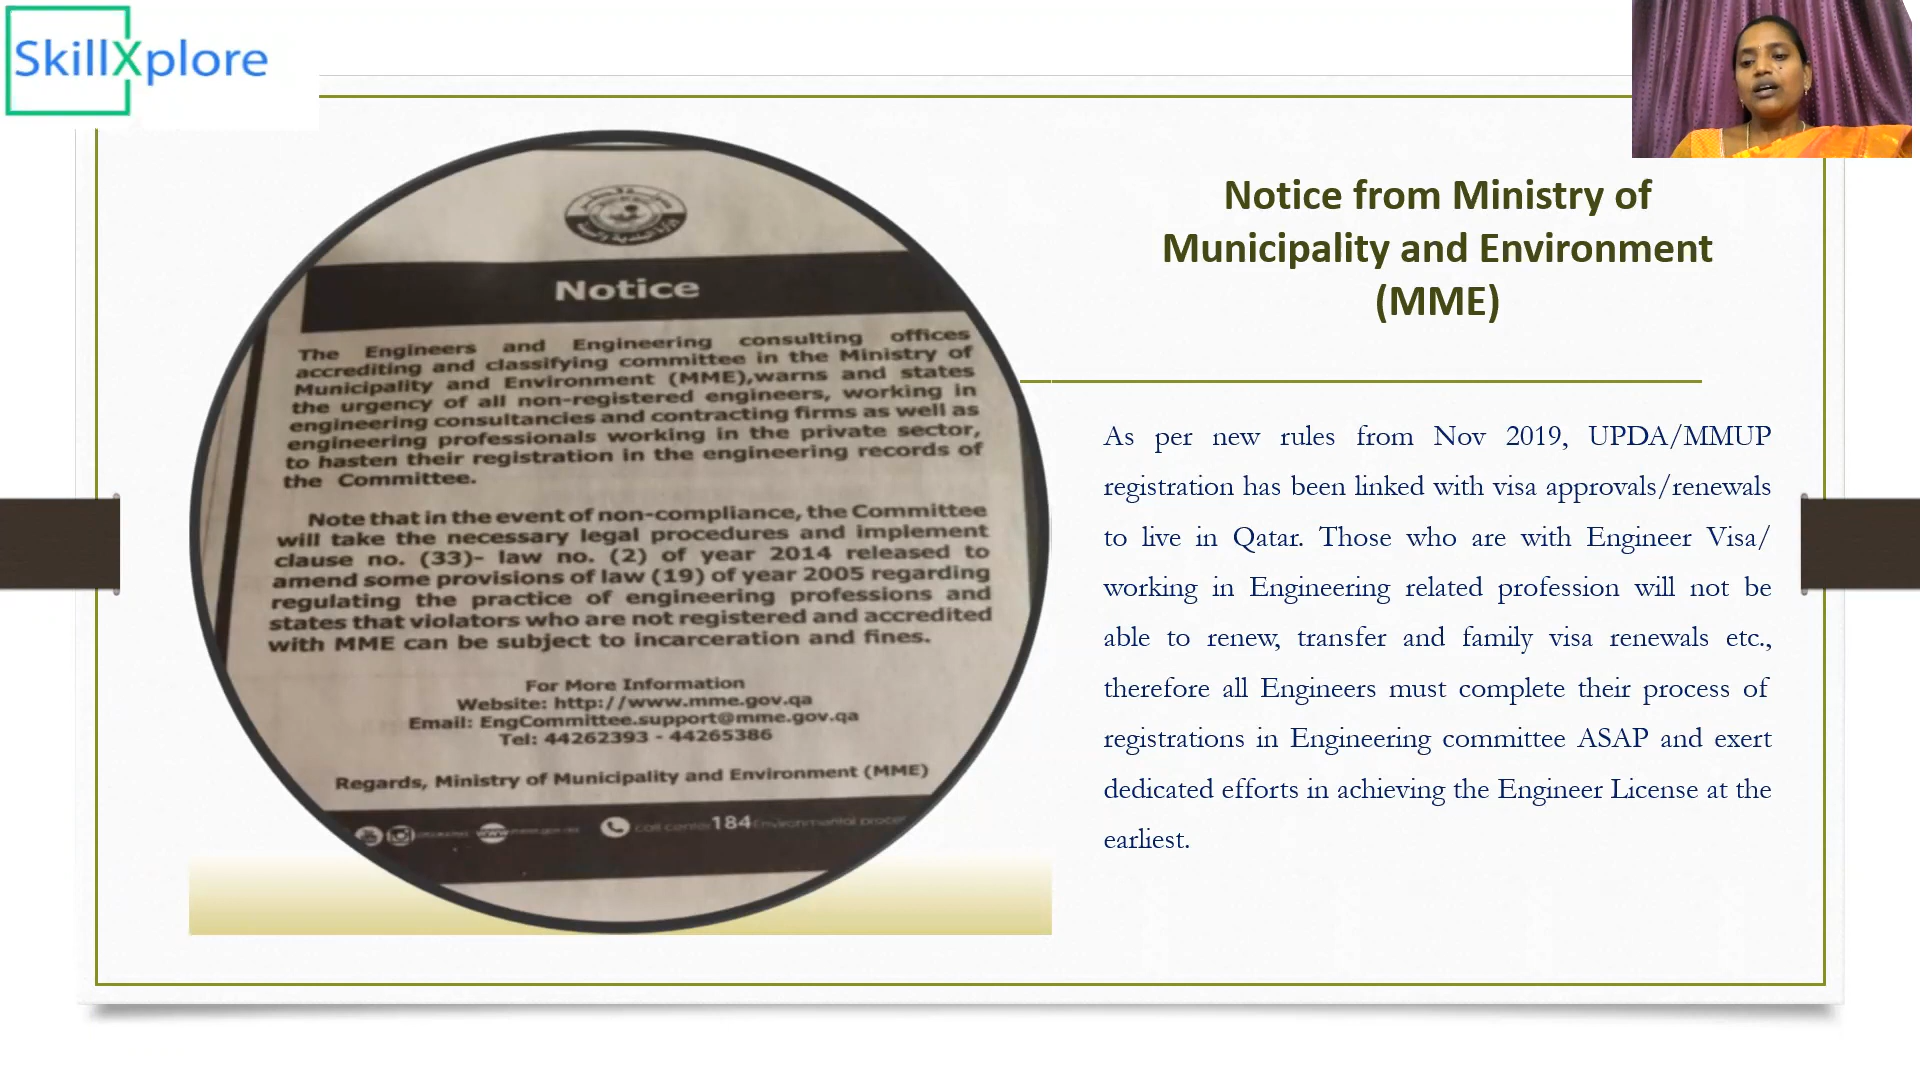 SkillXplore
Notice
The Engineers and Engineering consulting offices
accrediting and classifying committee in the Ministry of
Municipality and Environment (MME),warns and states
the urgency of all non-registered engineers, working in
engineering consultancies and contracting firms as well as
engineering professionals working in the private sector,
to hasten their registration in the engineering records of
the Committee.
Note that in the event of non-compliance, the Committee
will take the necessary legal procedures and implement
clause no. (33)- law no. (2) of year 2014 released to
amend some provisions of law (19) of year 2005 regarding
regulating the practice of engineering professions and
states that violators who are not registered and accredited
with MME can be subject to incarceration and fines.
For More Information
Website: http://www.mme.gov.qa
Email: EngCommittee.support@mme.gov.qa
Tel: 44262393 - 44265386
Regards, Ministry of Municipality and Environment (MME)
call center 184
Notice from Ministry of
Municipality and Environment
(MME)
As per new rules from Nov 2019, UPDA/MMUP
registration has been linked with visa approvals/renewals
to live in Qatar. Those who are with Engineer Visa/
working in Engineering related profession will not be
able to renew, transfer and family visa renewals etc.,
therefore all Engineers must complete their process of
registrations in Engineering committee ASAP and exert
dedicated efforts in achieving the Engineer License at the
earliest.